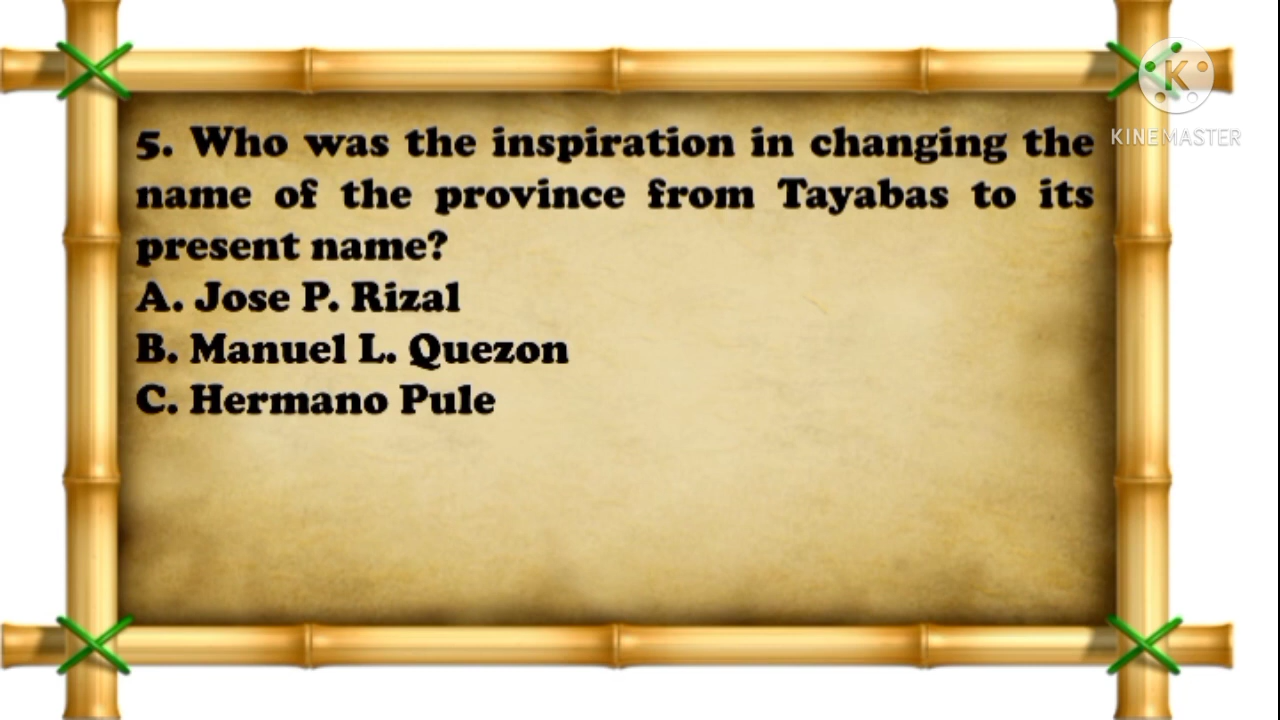 5. Who was the inspiration in changing the
name of the province from Tayabas to its
present name?
A. Jose P. Rizal
B. Manuel L. Quezon
C. Hermano Pule
K
KINEMASTER